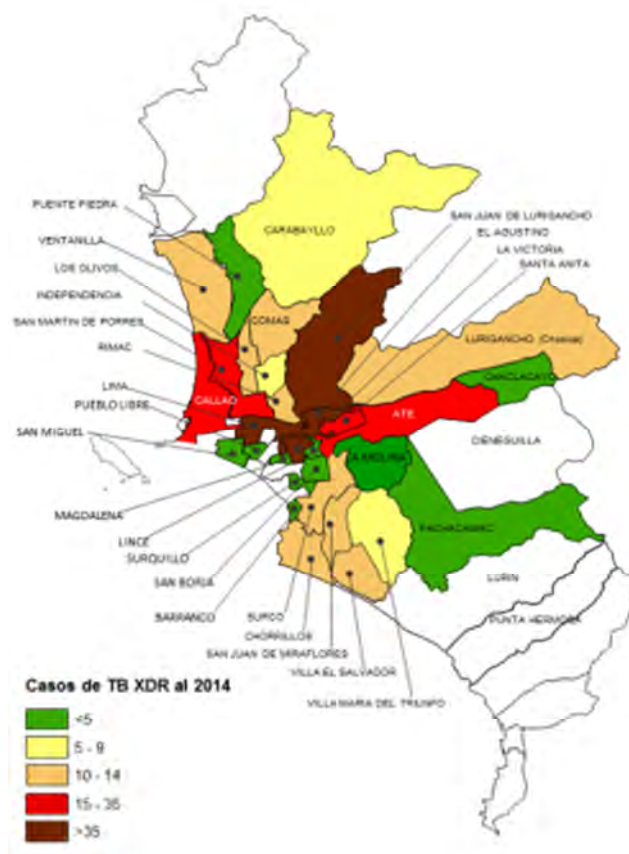 PUENTE PIEDRA
CARABAYLLO
SAN JUAN DE LURIGANCHO
EL AGUSTINO
LA VICTORIA
SANTA ANITA
VENTANILLA
LOS OLIVOS
INDEPENDENCIA
SAN MARTIN DE PORRES
RIMAC
COMAS
LURIGANCHO (Chosica)
CHACLACAYO
LIMA
CALLAO
ATE
PUEBLO LIBRE
SAN MIGUEL
LA MOLINA
CIENEGUILLA
MAGDALENA
LINCE
SURQUILLO
SAN BORJA
BARRANCO
PACHACAMEC
LURIN
PUNTA HERMOSA
SURCO
CHORRILLOS
SAN JUAN DE MIRAFLORES
VILLA EL SALVADOR
VILLA MARIA DEL TRIUNFO
Casos de TB XDR al 2014
<5
5 - 9
10 - 14
15 - 35
>35